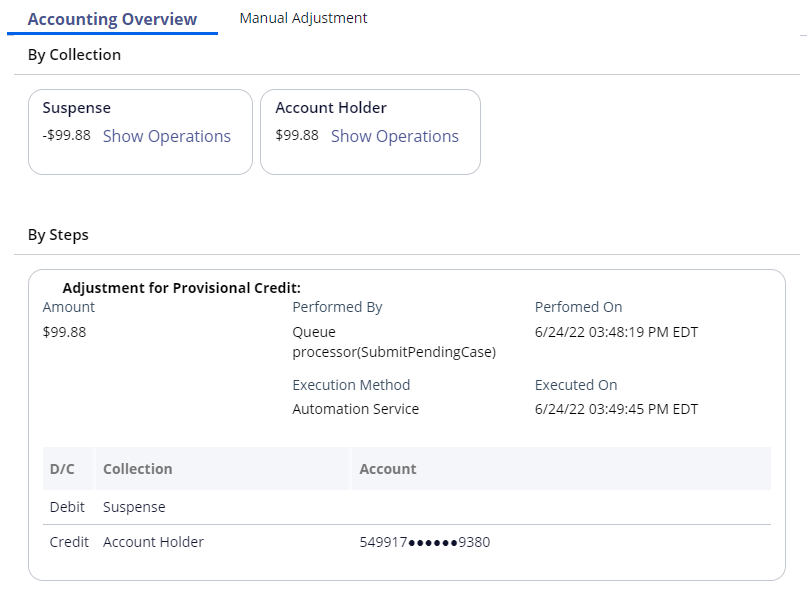 Accounting Overview Manual Adjustment
By Collection
Suspense Account Holder
-$99.88 Show Operations $99.88 Show Operations
By Steps
Adjustment for Provisional Credit:
Amount Performed By Perfomed On
$99.88 Queue 6/24/22 03:48:19 PM EDT
processor(SubmitPendingCase)
Execution Method Executed On
Automation Service 6/24/22 03:49:45 PM EDT
D/C Collection Account
Debit Suspense
Credit Account Holder 549917●●●●●●9380